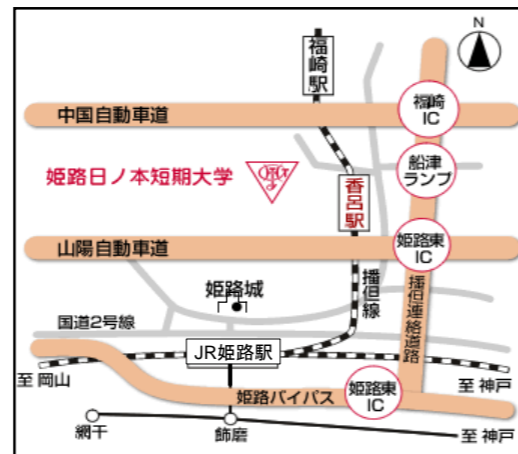 N
福崎駅
中国自動車道
福崎
IC
姫路日ノ本短期大学
船津
ランプ
香呂駅
山陽自動車道
姫路東
IC
播但線
姫路城
播但連絡道路
国道2号線
JR姫路駅
至 岡山
至 神戸
姫路バイパス
姫路東
IC
網干
飾磨
至 神戸